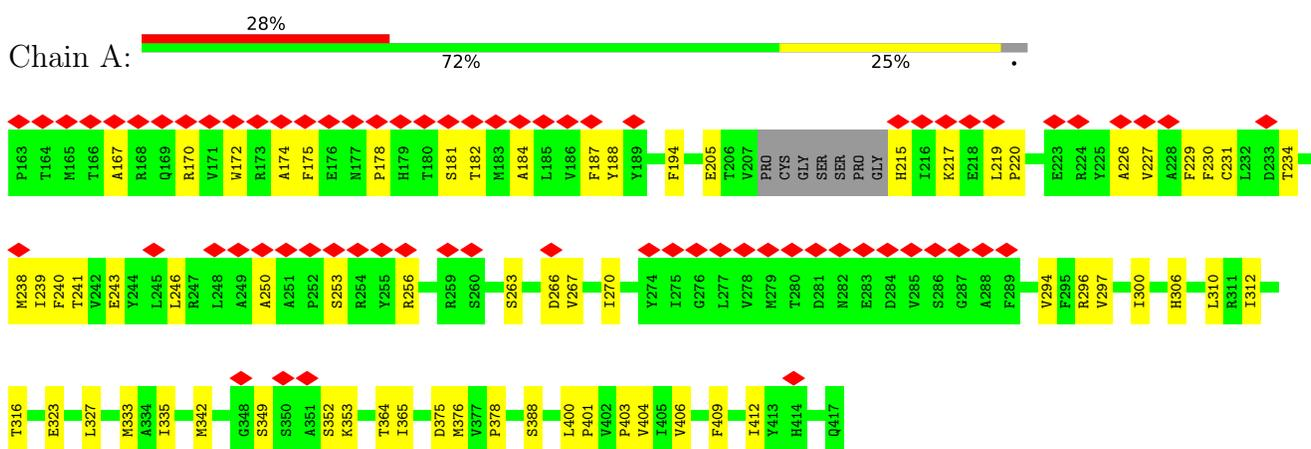 28%
Chain A:
72% 25% •
P163 T164 M165 T166 A167 R168 Q169 R170 V171 W172 R173 A174 F175 E176 N177 P178 H179 T180 S181 T182 M183 A184 L185 V186 F187 Y188 Y189 F194 E205 T206 V207 PRO CYS GLY SER SER PRO GLY H215 I216 K217 E218 L219 P220 E223 R224 Y225 A226 V227 A228 F229 F230 C231 L232 D233 T234
M238 I239 F240 T241 V242 E243 Y244 L245 L246 R247 L248 A249 A250 A251 P252 S253 R254 Y255 R256 R259 S260 S263 D266 V267 I270 Y274 I275 G276 L277 V278 M279 T280 D281 N282 E283 D284 V285 S286 G287 A288 F289 V294 F295 R296 V297 I300 H306 L310 R311 I312
T316 E323 L327 M333 A334 I335 M342 G348 S349 S350 A351 S352 K353 T364 I365 D375 M376 V377 P378 S388 L400 P401 V402 P403 V404 I405 V406 F409 I412 Y413 H414 Q417